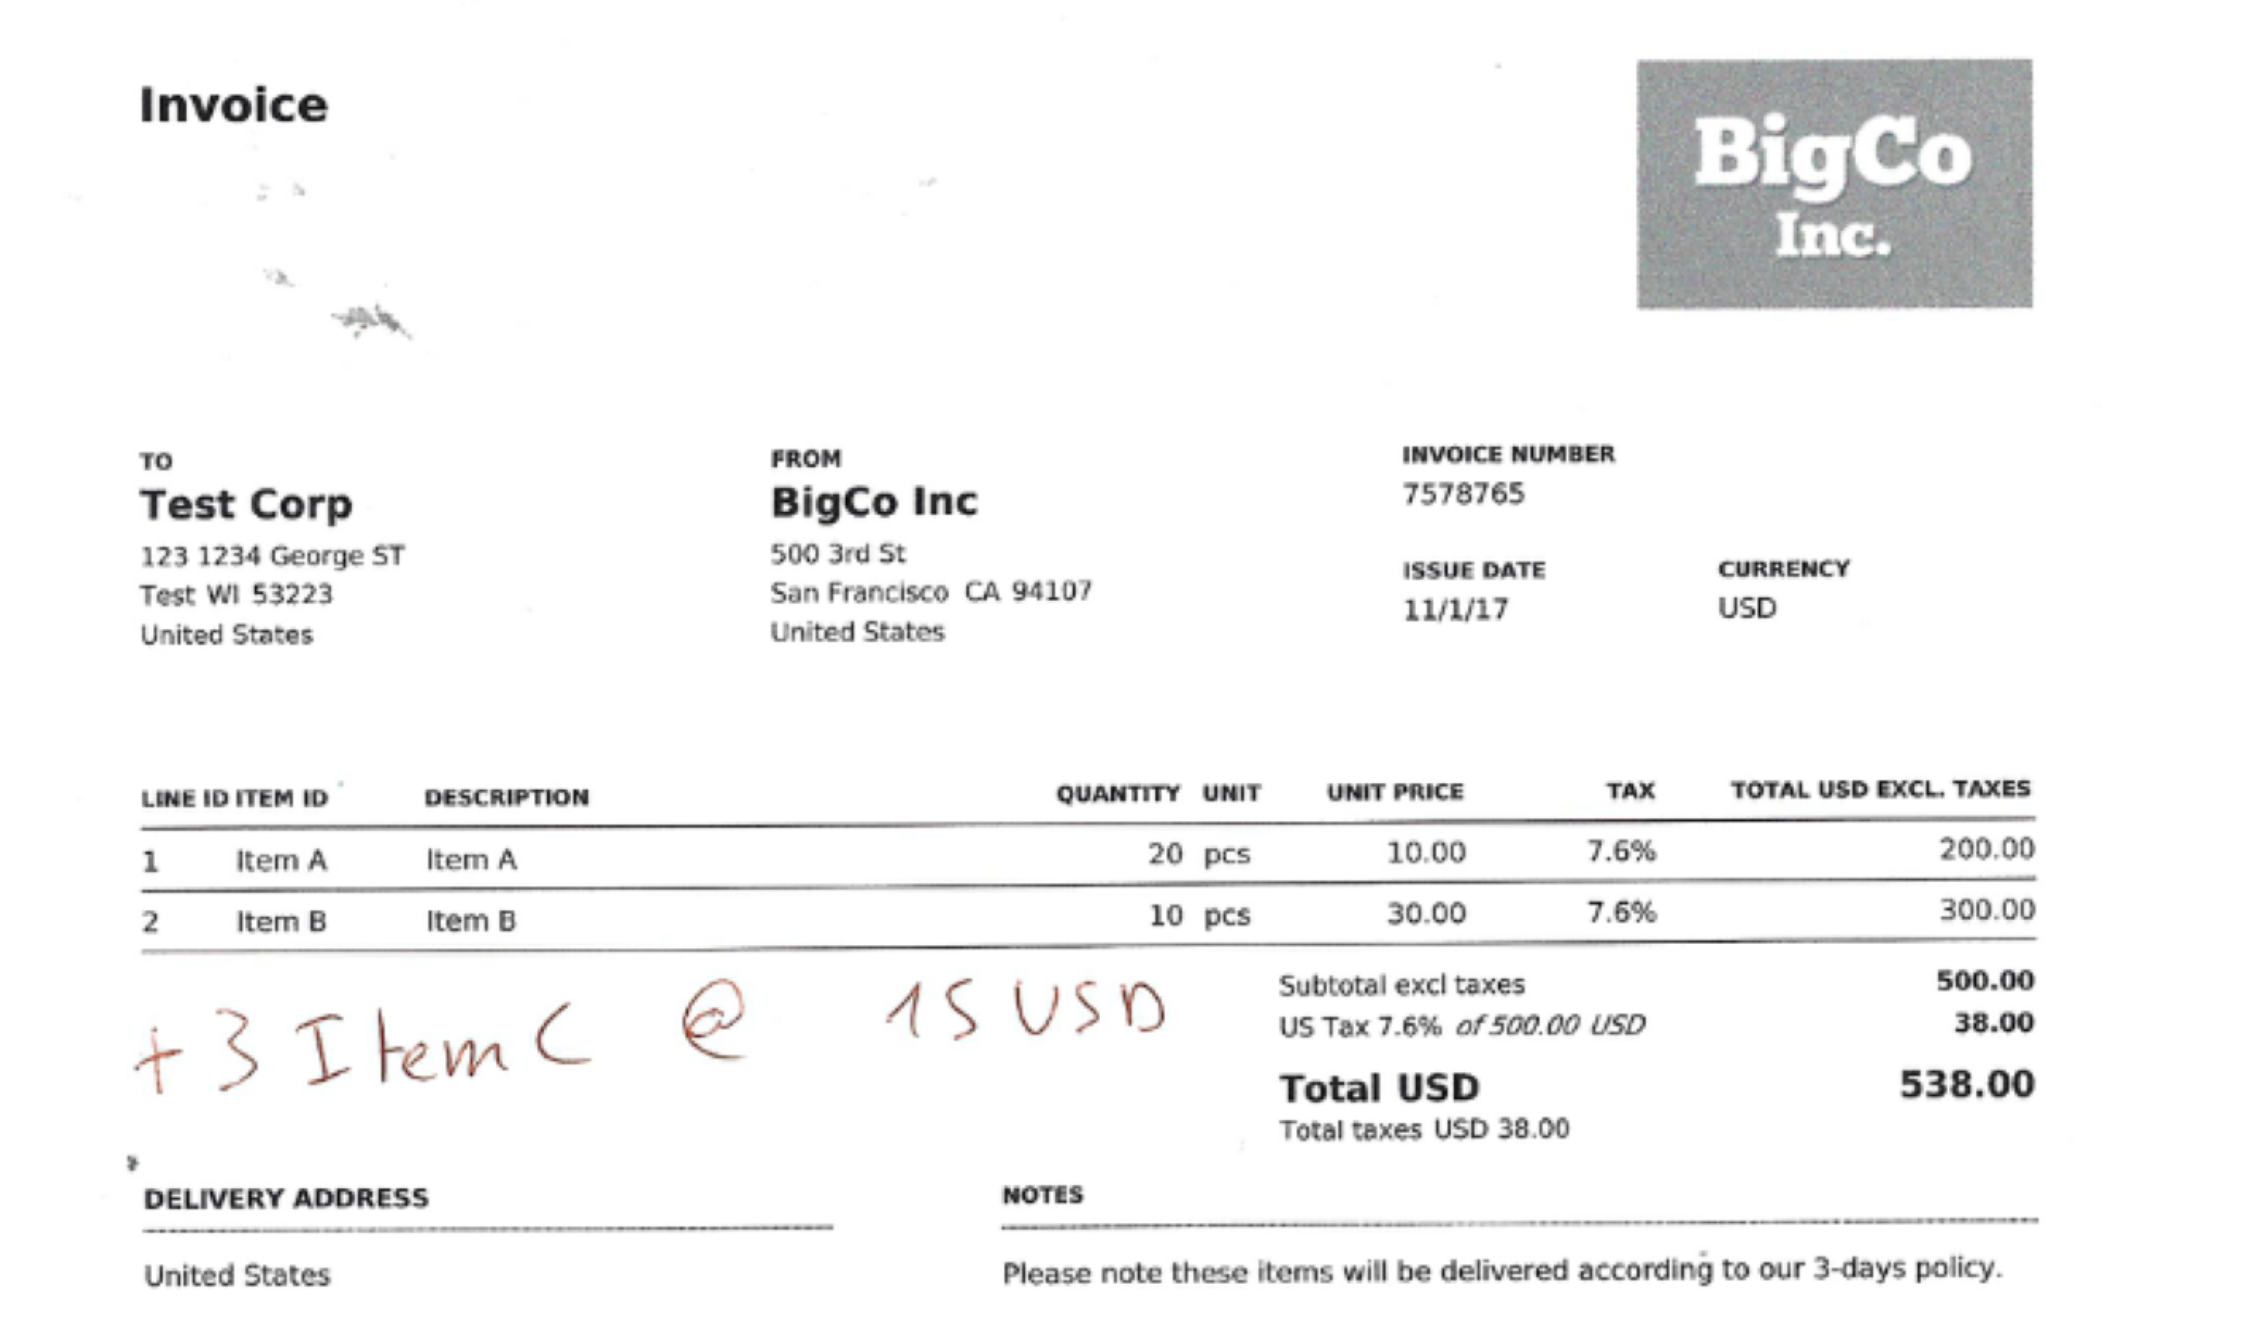 Invoice
BigCo
Inc.
TO
Test Corp
123 1234 George ST
Test WI 53223
United States
FROM
BigCo Inc
500 3rd St
San Francisco CA 94107
United States
INVOICE NUMBER
7578765
ISSUE DATE
11/1/17
CURRENCY
USD
LINE ID ITEM ID DESCRIPTION QUANTITY UNIT UNIT PRICE TAX TOTAL USD EXCL. TAXES
1 Item A Item A 20 pcs 10.00 7.6% 200.00
2 Item B Item B 10 pcs 30.00 7.6% 300.00
+3 Item C @ 15 USD
Subtotal excl taxes 500.00
US Tax 7.6% of 500.00 USD 38.00
Total USD 538.00
Total taxes USD 38.00
DELIVERY ADDRESS
United States
NOTES
Please note these items will be delivered according to our 3-days policy.